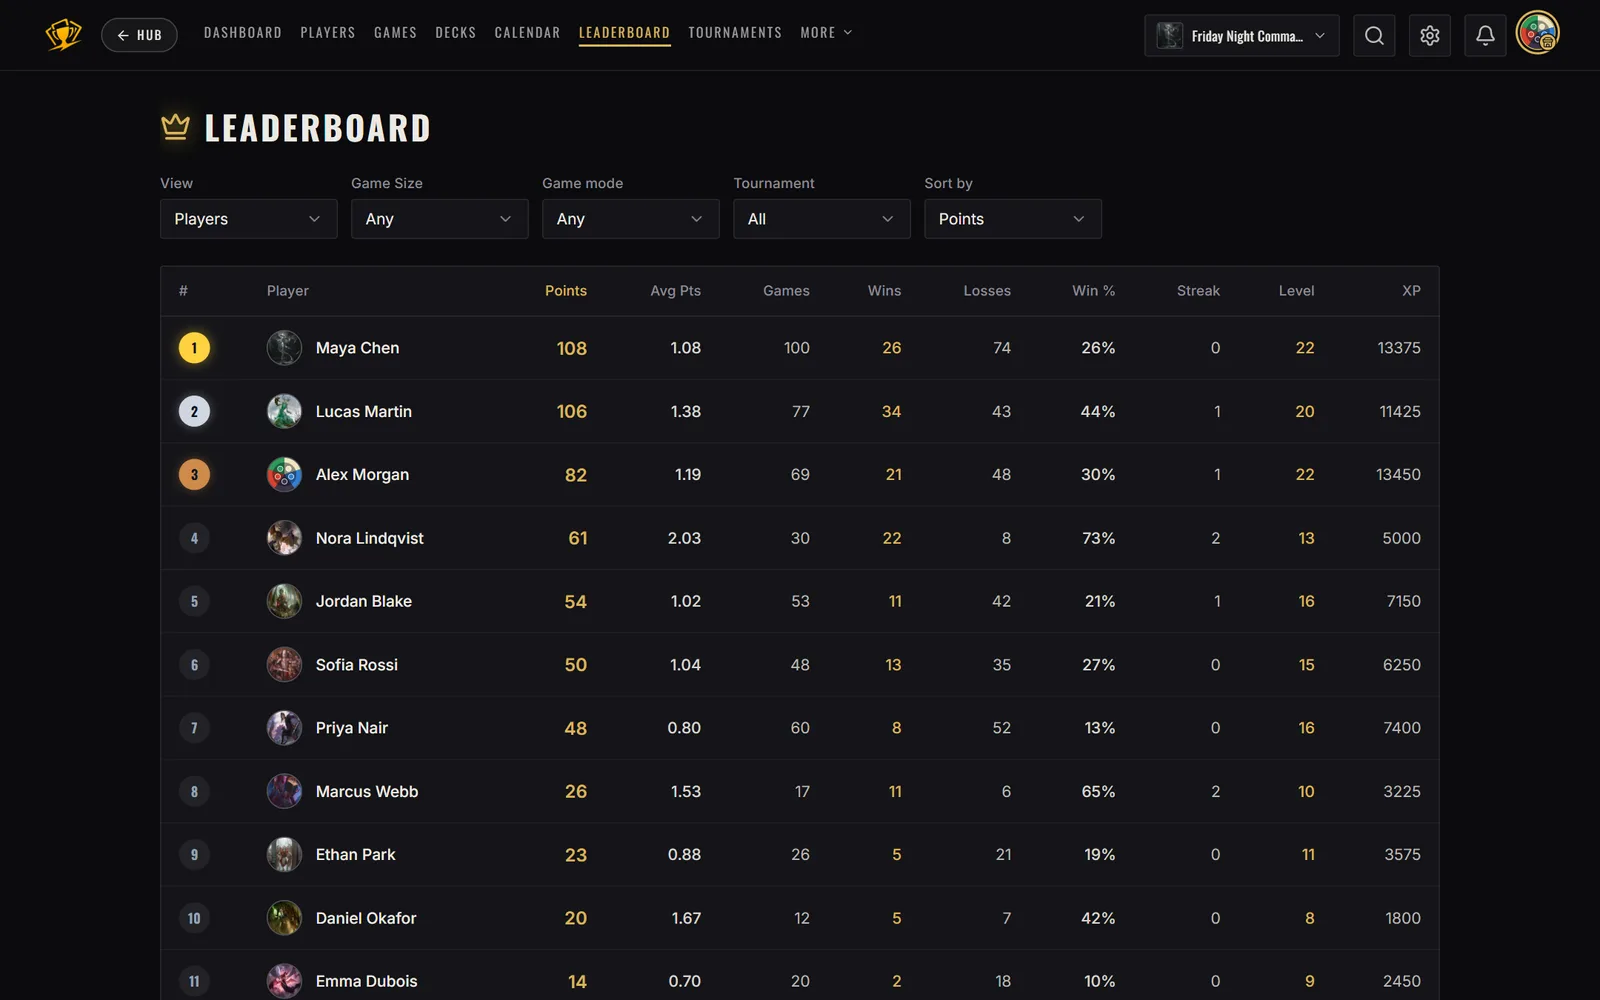 HUB DASHBOARD PLAYERS GAMES DECKS CALENDAR LEADERBOARD TOURNAMENTS MORE Friday Night Comma...
LEADERBOARD
View Game Size Game mode Tournament Sort by
Players Any Any All Points
# Player Points Avg Pts Games Wins Losses Win % Streak Level XP
1 Maya Chen 108 1.08 100 26 74 26% 0 22 13375
2 Lucas Martin 106 1.38 77 34 43 44% 1 20 11425
3 Alex Morgan 82 1.19 69 21 48 30% 1 22 13450
4 Nora Lindqvist 61 2.03 30 22 8 73% 2 13 5000
5 Jordan Blake 54 1.02 53 11 42 21% 1 16 7150
6 Sofia Rossi 50 1.04 48 13 35 27% 0 15 6250
7 Priya Nair 48 0.80 60 8 52 13% 0 16 7400
8 Marcus Webb 26 1.53 17 11 6 65% 2 10 3225
9 Ethan Park 23 0.88 26 5 21 19% 0 11 3575
10 Daniel Okafor 20 1.67 12 5 7 42% 0 8 1800
11 Emma Dubois 14 0.70 20 2 18 10% 0 9 2450